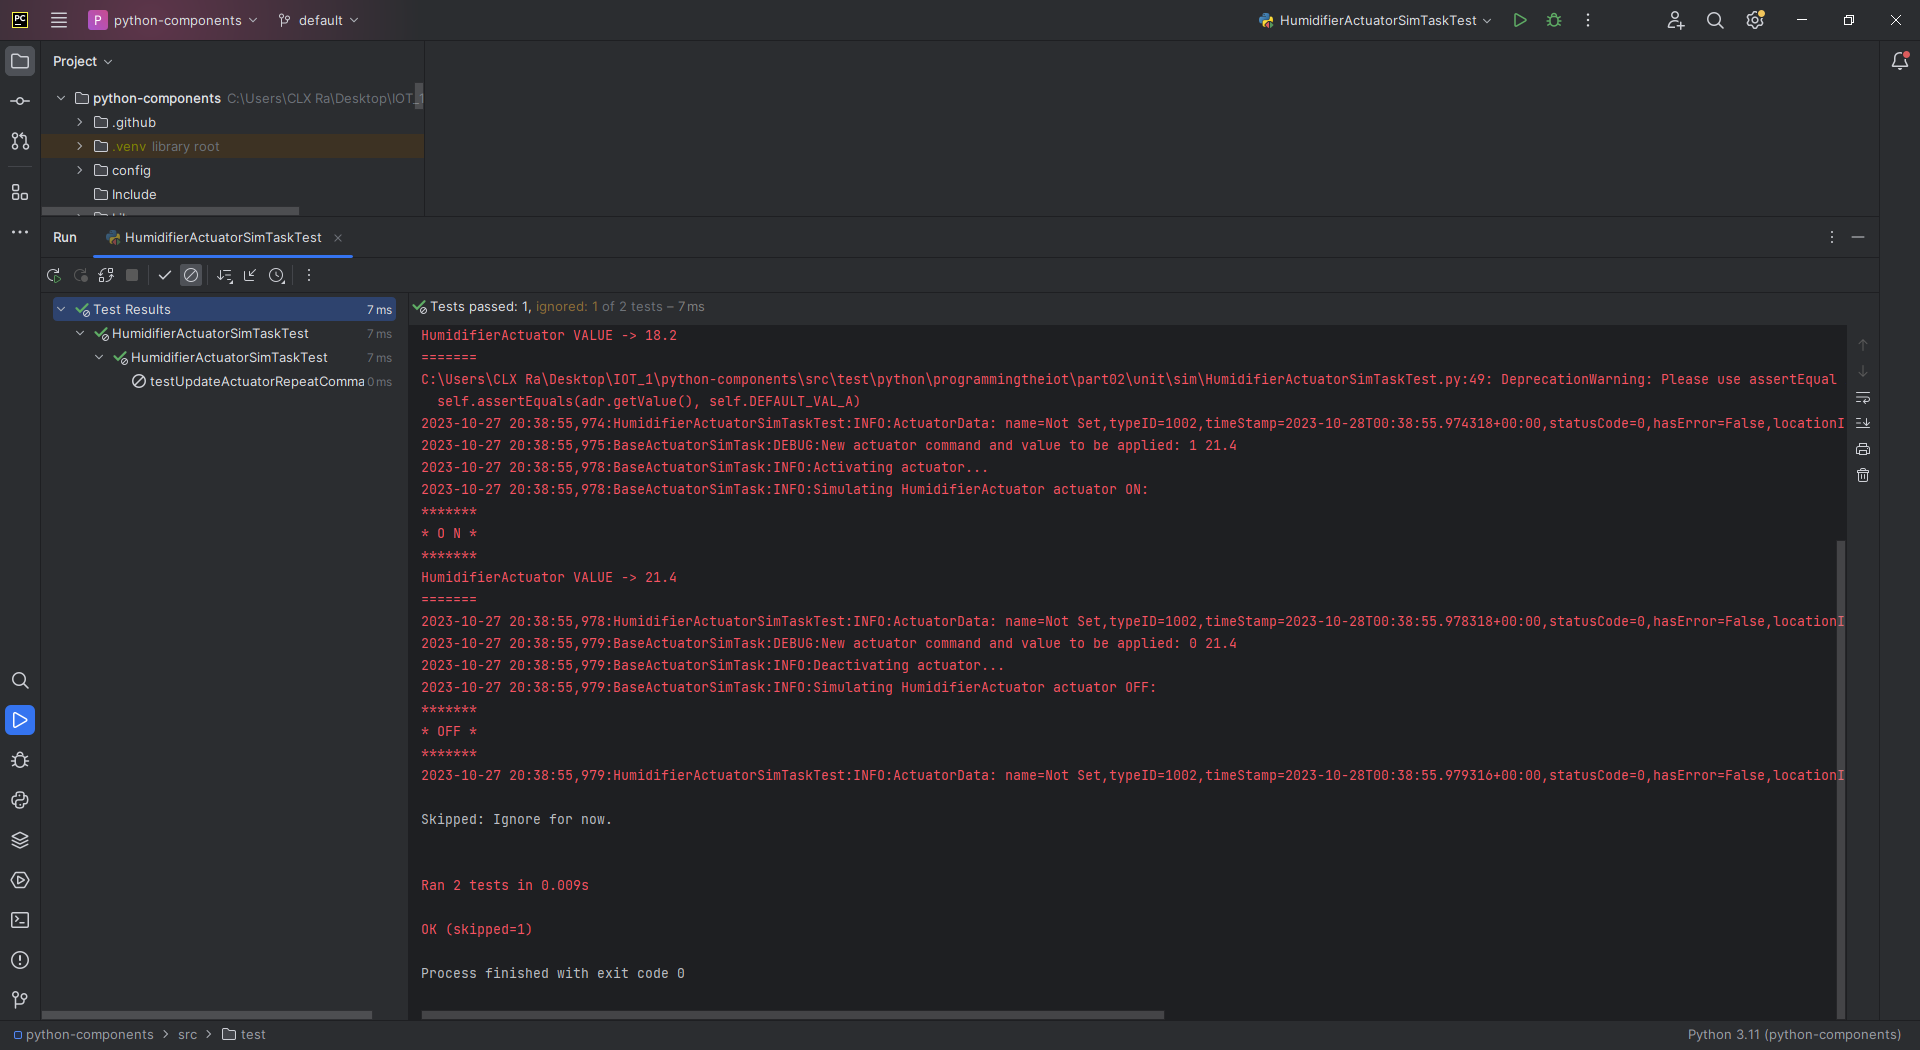 PC
P python-components
default
HumidifierActuatorSimTaskTest
Project
python-components C:\Users\CLX Ra\Desktop\IOT_1
.github
.venv library root
config
Include
Run
HumidifierActuatorSimTaskTest
Test Results 7 ms
HumidifierActuatorSimTaskTest 7 ms
HumidifierActuatorSimTaskTest 7 ms
testUpdateActuatorRepeatComma 0 ms
Tests passed: 1, ignored: 1 of 2 tests – 7 ms
HumidifierActuator VALUE -> 18.2
=======
C:\Users\CLX Ra\Desktop\IOT_1\python-components\src\test\python\programmingtheiot\part02\unit\sim\HumidifierActuatorSimTaskTest.py:49: DeprecationWarning: Please use assertEqual
self.assertEquals(adr.getValue(), self.DEFAULT_VAL_A)
2023-10-27 20:38:55,974:HumidifierActuatorSimTaskTest:INFO:ActuatorData: name=Not Set,typeID=1002,timeStamp=2023-10-28T00:38:55.974318+00:00,statusCode=0,hasError=False,locationI
2023-10-27 20:38:55,975:BaseActuatorSimTask:DEBUG:New actuator command and value to be applied: 1 21.4
2023-10-27 20:38:55,978:BaseActuatorSimTask:INFO:Activating actuator...
2023-10-27 20:38:55,978:BaseActuatorSimTask:INFO:Simulating HumidifierActuator actuator ON:
*******
* O N *
*******
HumidifierActuator VALUE -> 21.4
=======
2023-10-27 20:38:55,978:HumidifierActuatorSimTaskTest:INFO:ActuatorData: name=Not Set,typeID=1002,timeStamp=2023-10-28T00:38:55.978318+00:00,statusCode=0,hasError=False,locationI
2023-10-27 20:38:55,979:BaseActuatorSimTask:DEBUG:New actuator command and value to be applied: 0 21.4
2023-10-27 20:38:55,979:BaseActuatorSimTask:INFO:Deactivating actuator...
2023-10-27 20:38:55,979:BaseActuatorSimTask:INFO:Simulating HumidifierActuator actuator OFF:
*******
* OFF *
*******
2023-10-27 20:38:55,979:HumidifierActuatorSimTaskTest:INFO:ActuatorData: name=Not Set,typeID=1002,timeStamp=2023-10-28T00:38:55.979316+00:00,statusCode=0,hasError=False,locationI
Skipped: Ignore for now.
Ran 2 tests in 0.009s
OK (skipped=1)
Process finished with exit code 0
python-components > src > test
Python 3.11 (python-components)